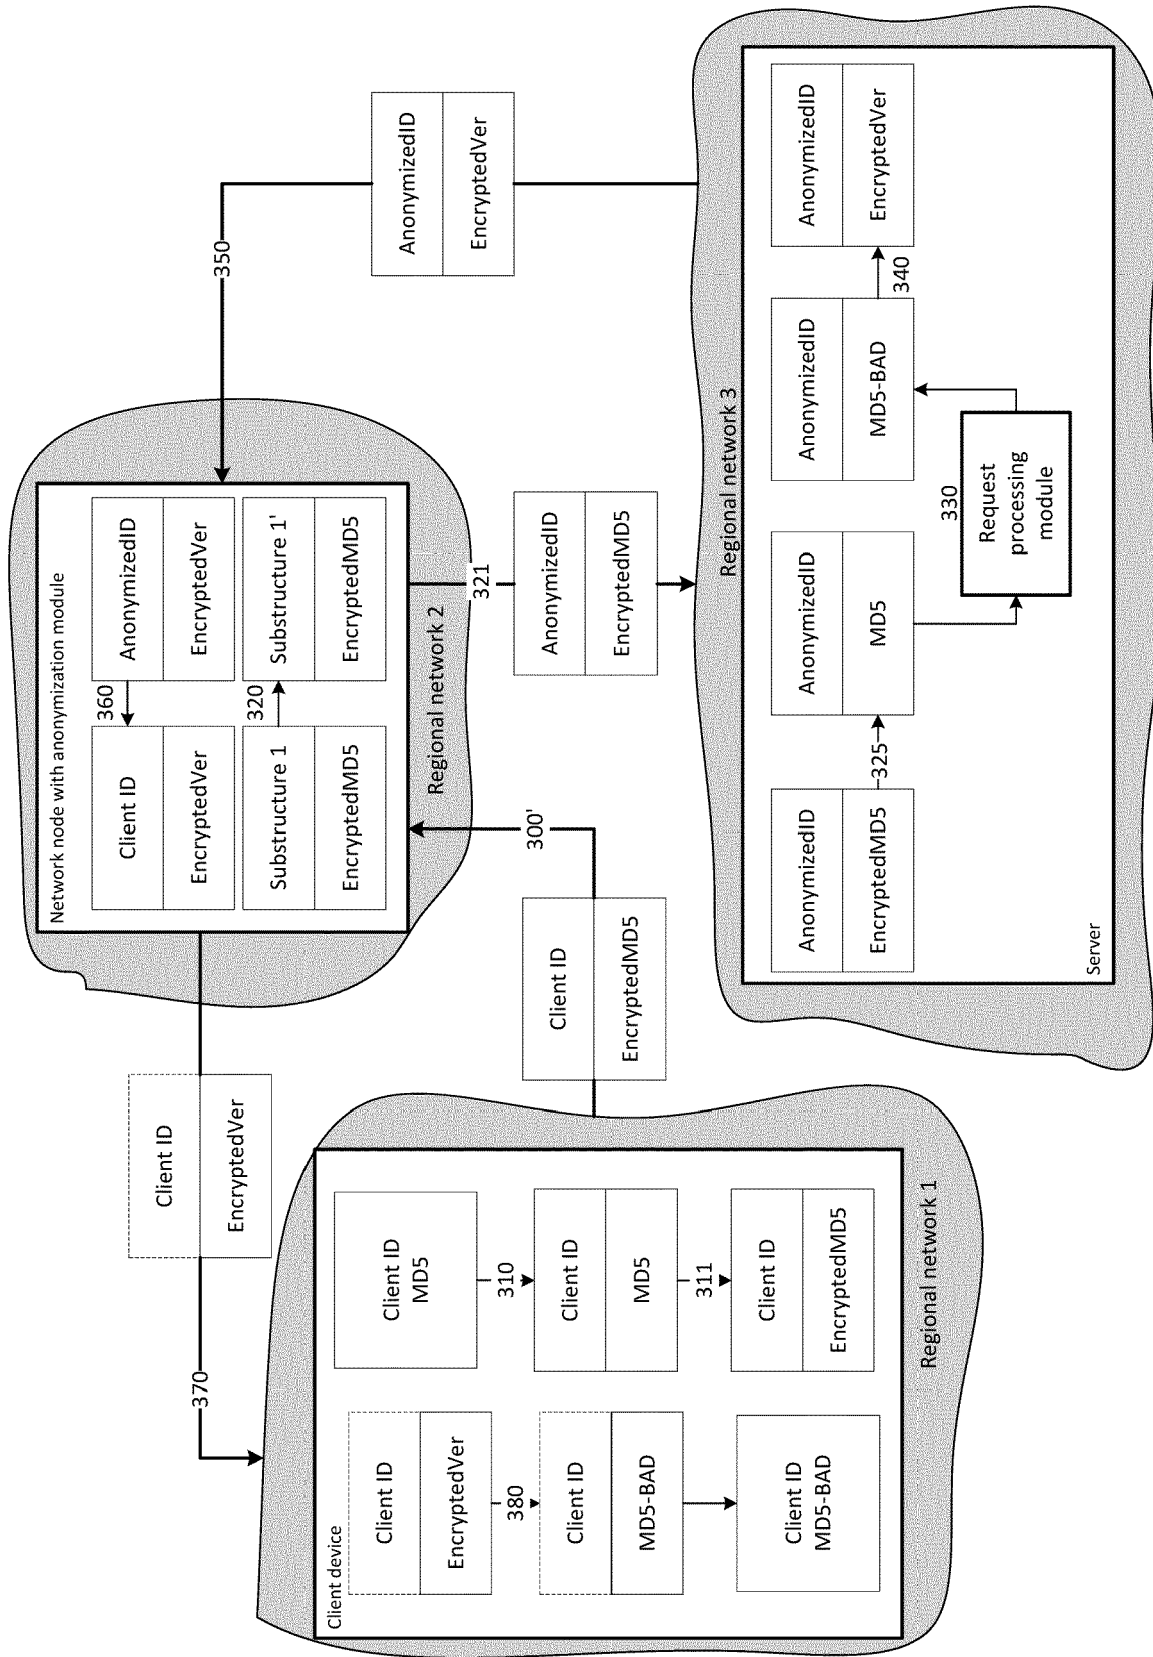 Client device
Client ID
EncryptedVer
380
Client ID
MD5-BAD
Client ID
MD5-BAD
Client ID
MD5
310
Client ID
MD5
311
Client ID
EncryptedMD5
Regional network 1
370
Client ID
EncryptedVer
Client ID
EncryptedMD5
300'
Network node with anonymization module
Client ID
EncryptedVer
360
AnonymizedID
EncryptedVer
Substructure 1
EncryptedMD5
320
Substructure 1'
EncryptedMD5
Regional network 2
321
AnonymizedID
EncryptedMD5
350
AnonymizedID
EncryptedVer
Regional network 3
AnonymizedID
EncryptedMD5
325
AnonymizedID
MD5
330
Request
processing
module
AnonymizedID
MD5-BAD
340
AnonymizedID
EncryptedVer
Server